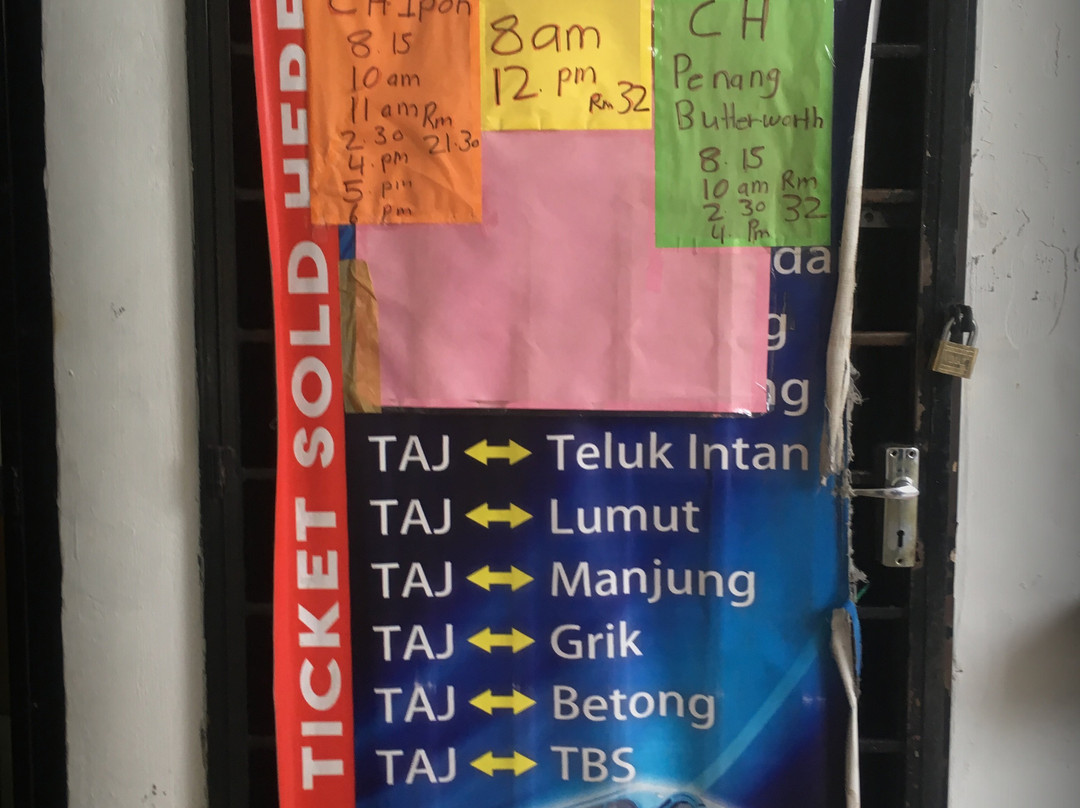 CH Ipoh
8.15
10 am
11 am
2.30
4.pm
5.pm
6 pm
Rm
21.30
8am
12.pm
Rm 32
CH
Penang
Butterworth
8.15
10 am
2 30
4 Pm
Rm
32
TICKET SOLD HERE
da
g
ng
TAJ Teluk Intan
TAJ Lumut
TAJ Manjung
TAJ Grik
TAJ Betong
TAJ TBS